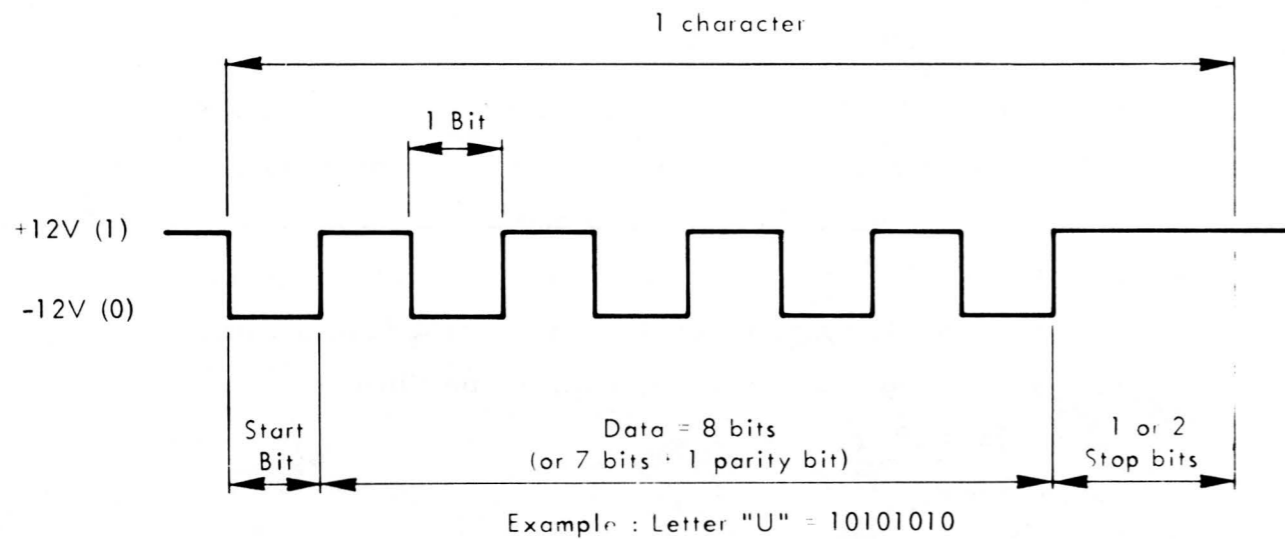 1 character
1 Bit
+12V (1)
-12V (0)
Start
Bit
Data = 8 bits
(or 7 bits + 1 parity bit)
1 or 2
Stop bits
Example : Letter "U" = 10101010